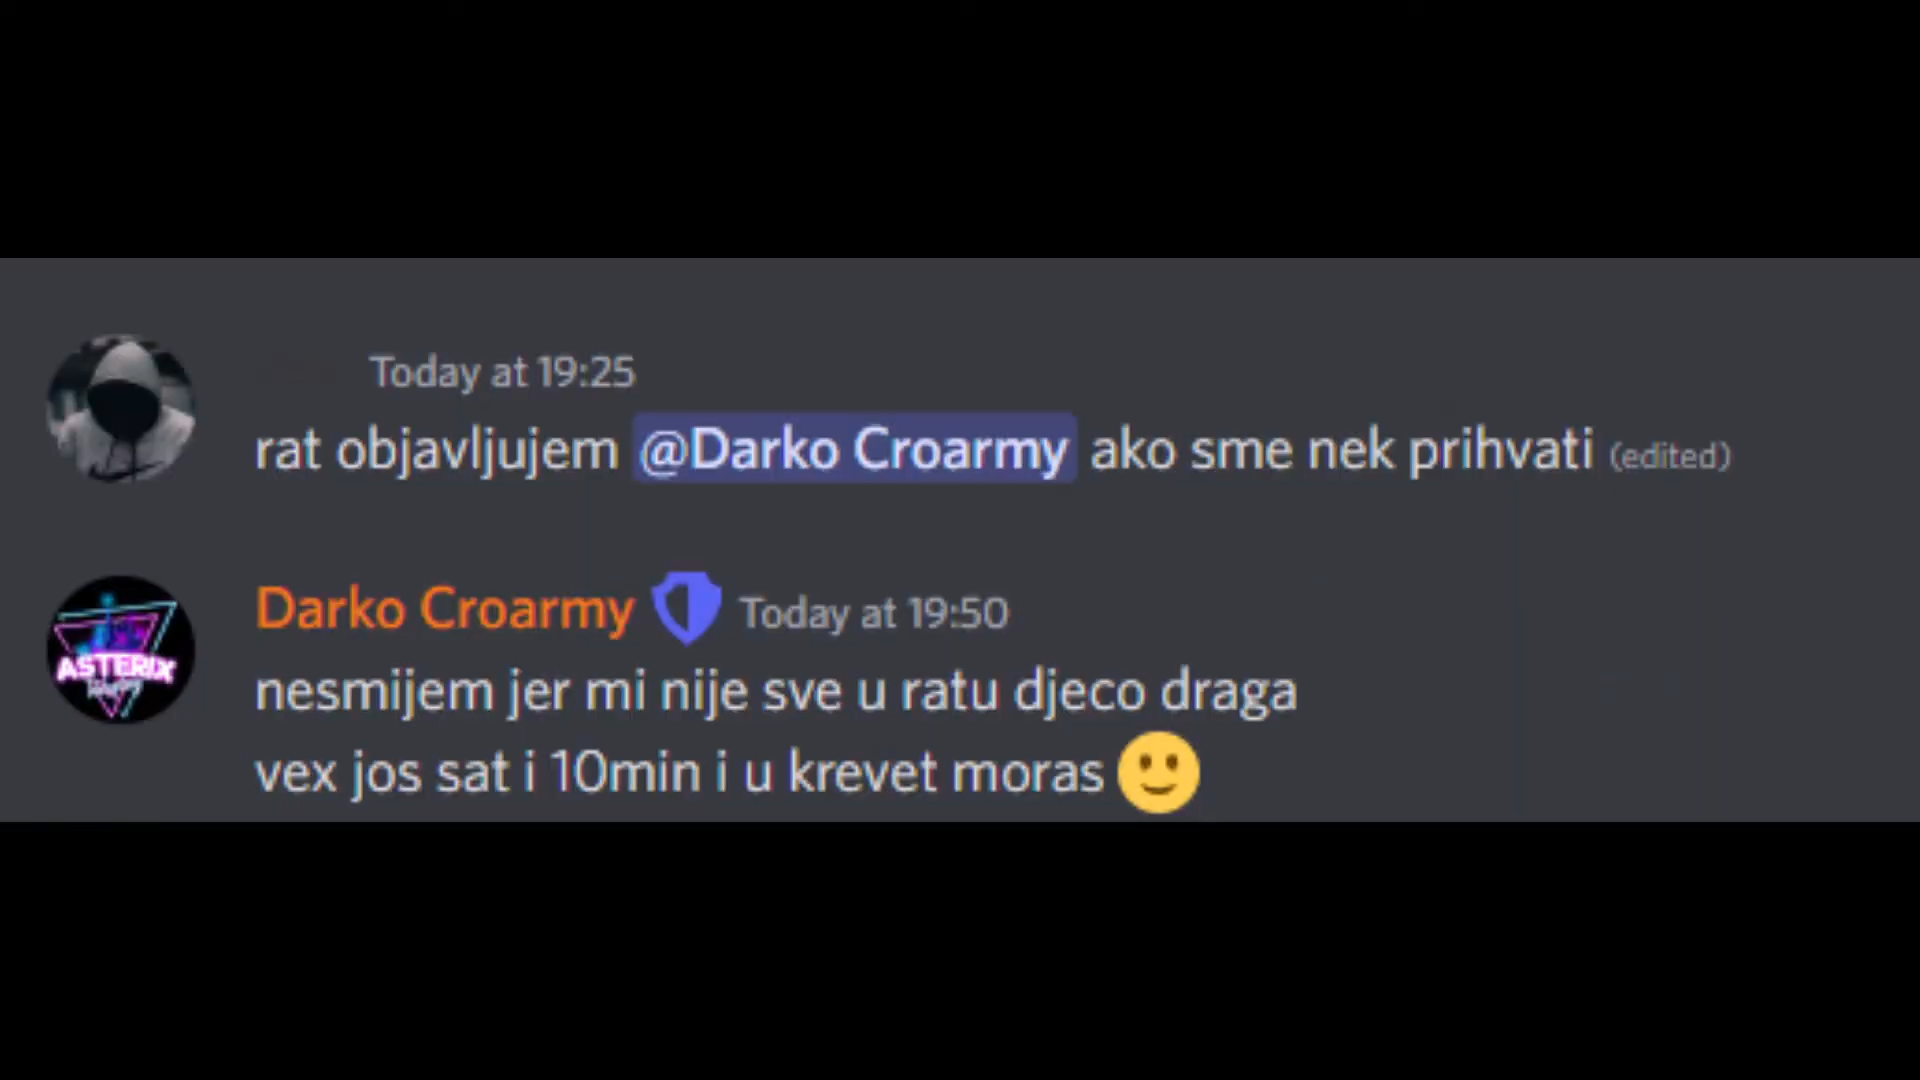 Today at 19:25
rat objavljujem @Darko Croarmy ako sme nek prihvati (edited)
Darko Croarmy Today at 19:50
nesmijem jer mi nije sve u ratu djeco draga
vex jos sat i 10min i u krevet moras
ASTERIX